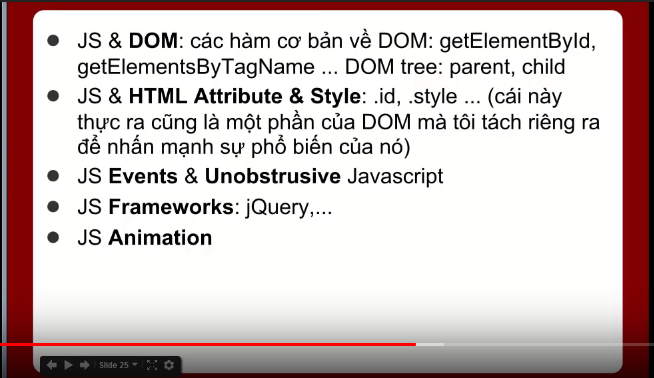 ● JS & DOM: các hàm cơ bản về DOM: getElementById,
getElementsByTagName ... DOM tree: parent, child
● JS & HTML Attribute & Style: .id, .style ... (cái này
thực ra cũng là một phần của DOM mà tôi tách riêng ra
để nhấn mạnh sự phổ biến của nó)
● JS Events & Unobstrusive Javascript
● JS Frameworks: jQuery,...
● JS Animation
Slide 25